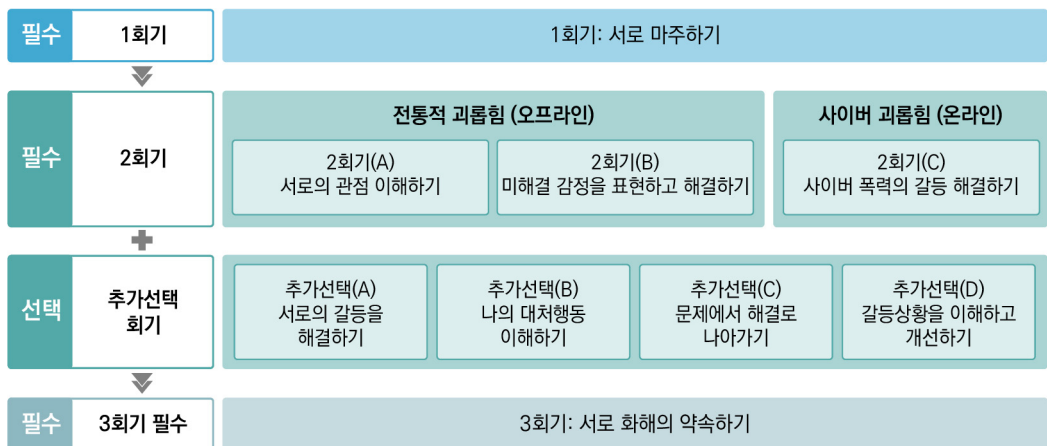 필수
1회기
1회기: 서로 마주하기
필수
2회기
전통적 괴롭힘 (오프라인)
2회기(A)
서로의 관점 이해하기
2회기(B)
미해결 감정을 표현하고 해결하기
사이버 괴롭힘 (온라인)
2회기(C)
사이버 폭력의 갈등 해결하기
선택
추가선택
회기
추가선택(A)
서로의 갈등을
해결하기
추가선택(B)
나의 대처행동
이해하기
추가선택(C)
문제에서 해결로
나아가기
추가선택(D)
갈등상황을 이해하고
개선하기
필수
3회기 필수
3회기: 서로 화해의 약속하기